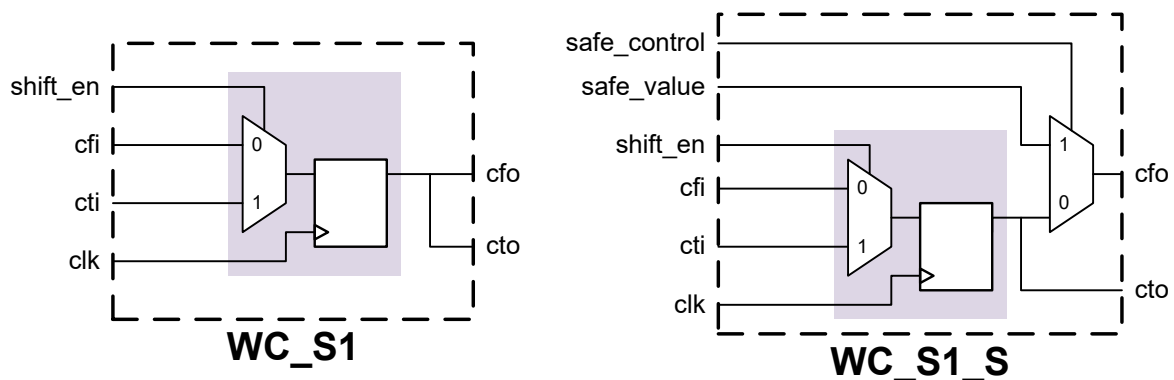 shift_en
cfi
cti
clk
0
1
cfo
cto
WC_S1
safe_control
safe_value
shift_en
cfi
cti
clk
0
1
1
0
cfo
cto
WC_S1_S